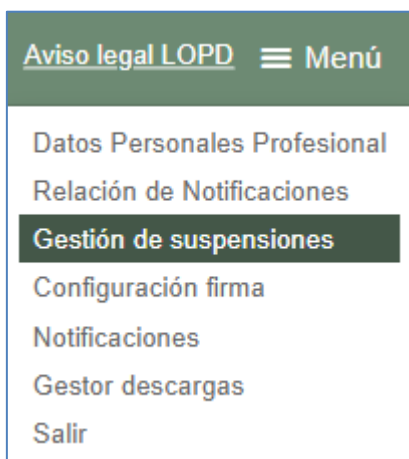 Aviso legal LOPD Menú
Datos Personales Profesional
Relación de Notificaciones
Gestión de suspensiones
Configuración firma
Notificaciones
Gestor descargas
Salir